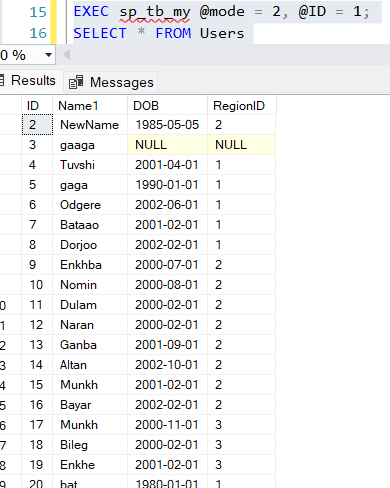 15 EXEC sp_tb_my @mode = 2, @ID = 1;
16 SELECT * FROM Users
0 %
Results Messages
ID Name1 DOB RegionID
2 NewName 1985-05-05 2
3 gaaga NULL NULL
4 Tuvshi 2001-04-01 1
5 gaga 1990-01-01 1
6 Odgere 2002-06-01 1
7 Bataao 2001-02-01 1
8 Dorjoo 2002-02-01 1
9 Enkhba 2000-07-01 2
10 Nomin 2000-08-01 2
0 11 Dulam 2000-02-01 2
1 12 Naran 2000-02-01 2
2 13 Ganba 2001-09-01 2
3 14 Altan 2002-10-01 2
4 15 Munkh 2001-02-01 2
5 16 Bayar 2002-02-01 2
6 17 Munkh 2000-11-01 3
7 18 Bileg 2000-02-01 3
8 19 Enkhe 2001-02-01 3
9 20 bat 1980-01-01 1